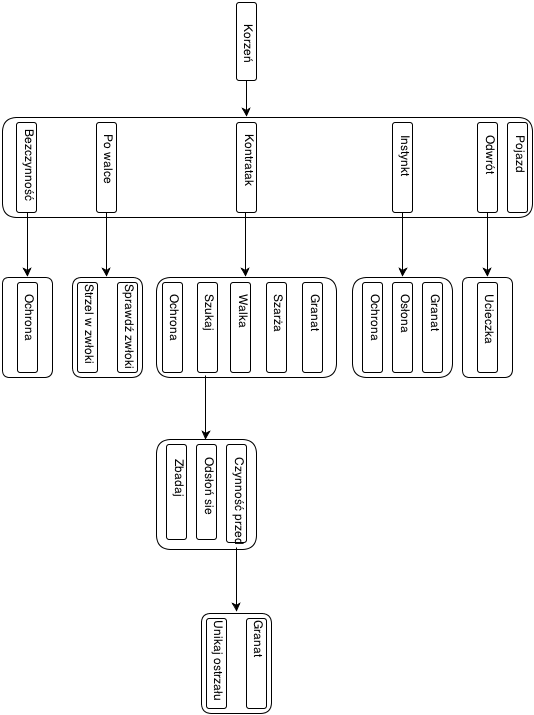 Korzeń
Pojazd
Odwrót
Instynkt
Kontratak
Po walce
Bezczynność
Ucieczka
Granat
Osłona
Ochrona
Granat
Szarża
Walka
Szukaj
Ochrona
Sprawdź zwłoki
Strzel w zwłoki
Ochrona
Czynność przed
Odsłoń sie
Zbadaj
Granat
Unikaj ostrzału